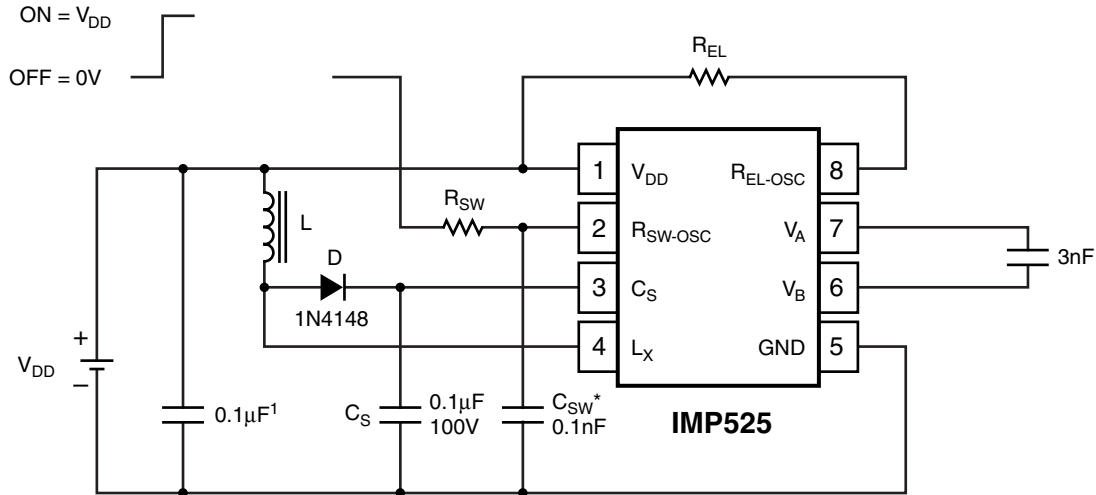 ON = VDD
OFF = 0V
REL
1
VDD
REL-OSC
8
RSW
L
2
RSW-OSC
VA
7
D
3nF
3
CS
VB
6
1N4148
4
LX
GND
5
+
VDD
–
0.1µF1
CS
0.1µF
100V
CSW*
0.1nF
IMP525